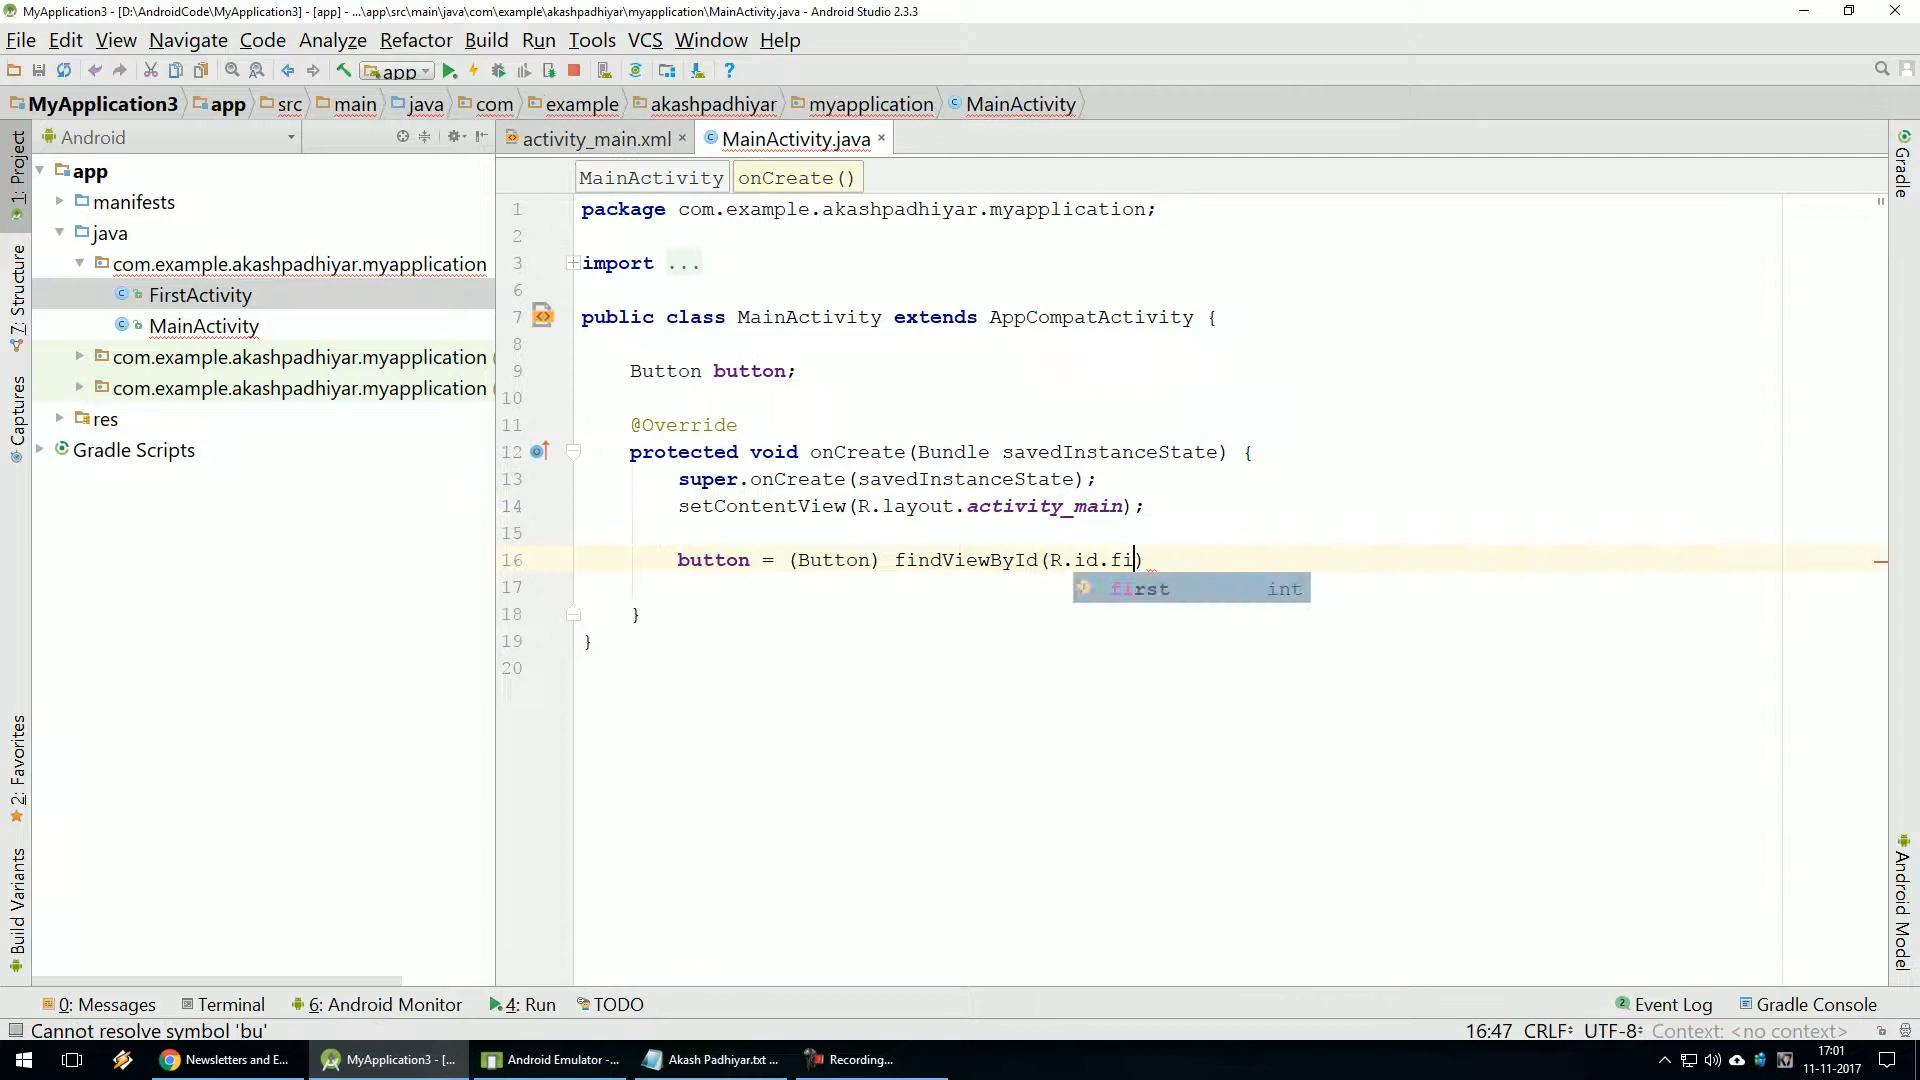 MyApplication3 - [D:\AndroidCode\MyApplication3] - [app] - ...\app\src\main\java\com\example\akashpadhiyar\myapplication\MainActivity.java - Android Studio 2.3.3
File Edit View Navigate Code Analyze Refactor Build Run Tools VCS Window Help
app
MyApplication3 app src main java com example akashpadhiyar myapplication MainActivity
Android
activity_main.xml
MainActivity.java
1: Project
7: Structure
Captures
2: Favorites
Build Variants
app
manifests
java
com.example.akashpadhiyar.myapplication
FirstActivity
MainActivity
com.example.akashpadhiyar.myapplication (
com.example.akashpadhiyar.myapplication (
res
Gradle Scripts
MainActivity onCreate()
1 package com.example.akashpadhiyar.myapplication;
2
3 import ...
6
7 public class MainActivity extends AppCompatActivity {
8
9 Button button;
10
11 @Override
12 protected void onCreate(Bundle savedInstanceState) {
13 super.onCreate(savedInstanceState);
14 setContentView(R.layout.activity_main);
15
16 button = (Button) findViewById(R.id.fi)
first int
17
18 }
19 }
20
Gradle
Android Model
0: Messages Terminal 6: Android Monitor 4: Run TODO
2 Event Log Gradle Console
Cannot resolve symbol 'bu'
16:47 CRLF UTF-8 Context: <no context>
Newsletters and E...
MyApplication3 - [...
Android Emulator -...
Akash Padhiyar.txt ...
Recording...
17:01
11-11-2017